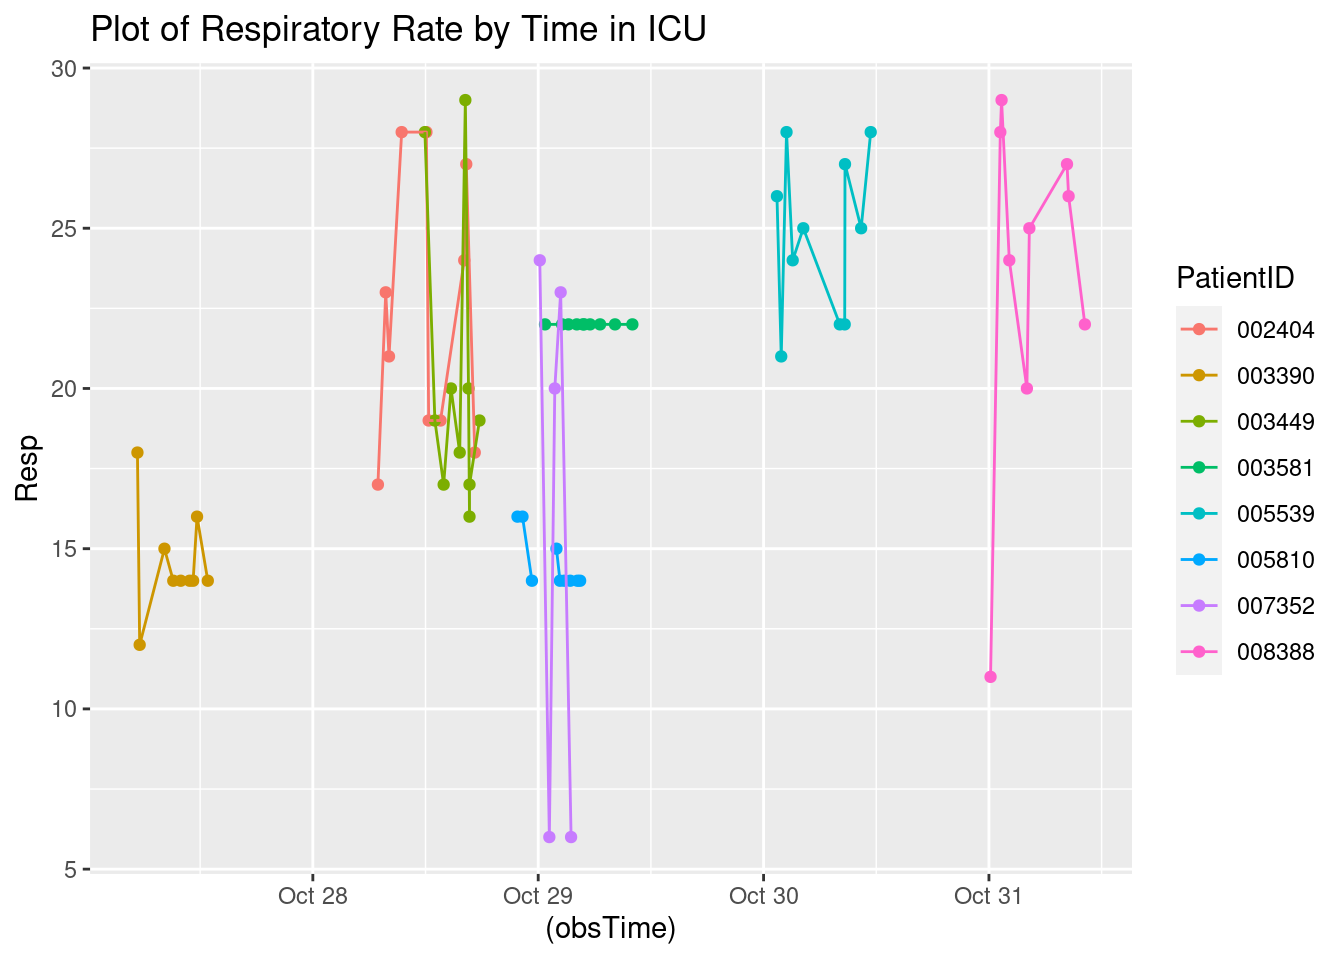 Plot of Respiratory Rate by Time in ICU
30
25
20
15
10
5
Resp
Oct 28
Oct 29
Oct 30
Oct 31
(obsTime)
PatientID
002404
003390
003449
003581
005539
005810
007352
008388